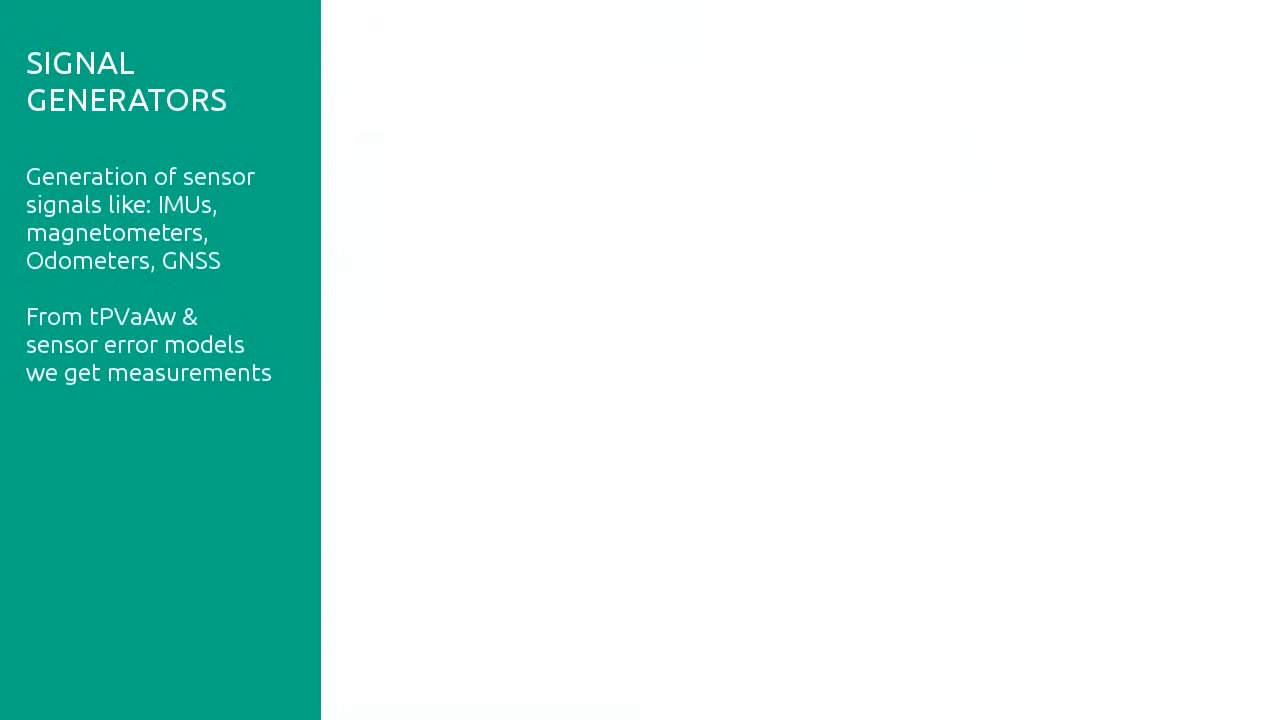 SIGNAL
GENERATORS
Generation of sensor
signals like: IMUs,
magnetometers,
Odometers, GNSS
From tPVaAw &
sensor error models
we get measurements